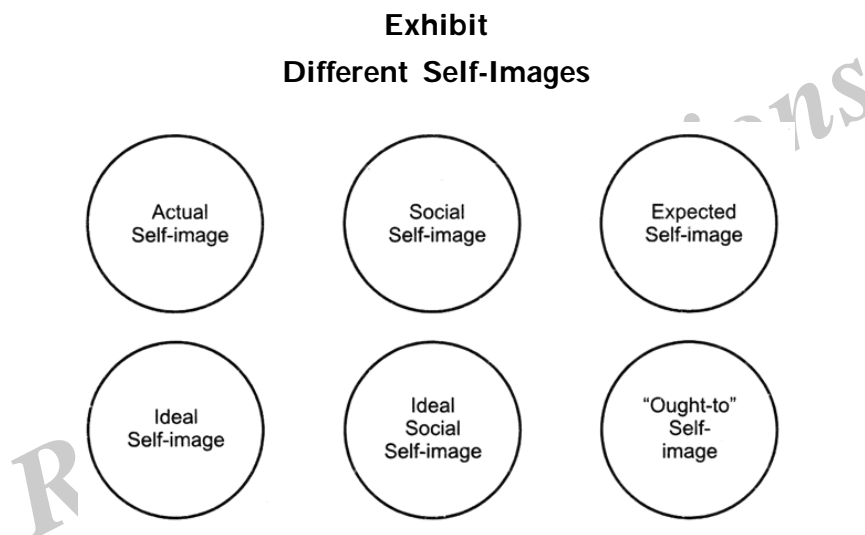 Exhibit
Different Self-Images
Actual
Self-image
Social
Self-image
Expected
Self-image
Ideal
Self-image
Ideal
Social
Self-image
“Ought-to”
Self-
image